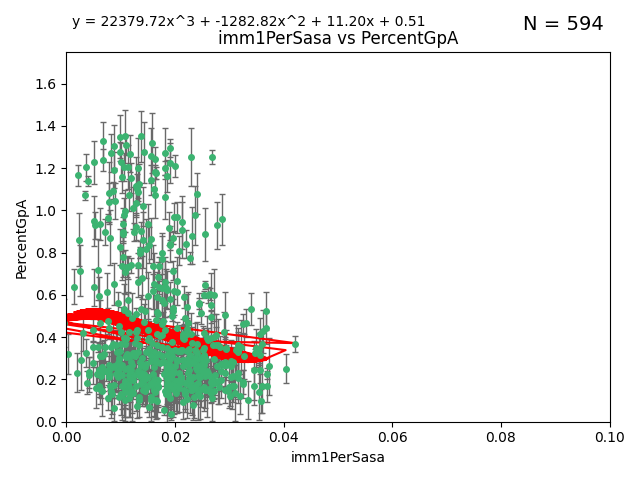 y = 22379.72x^3 + -1282.82x^2 + 11.20x + 0.51
N = 594
imm1PerSasa vs PercentGpA
PercentGpA
1.6
1.4
1.2
1.0
0.8
0.6
0.4
0.2
0.0
0.00 0.02 0.04 0.06 0.08 0.10
imm1PerSasa